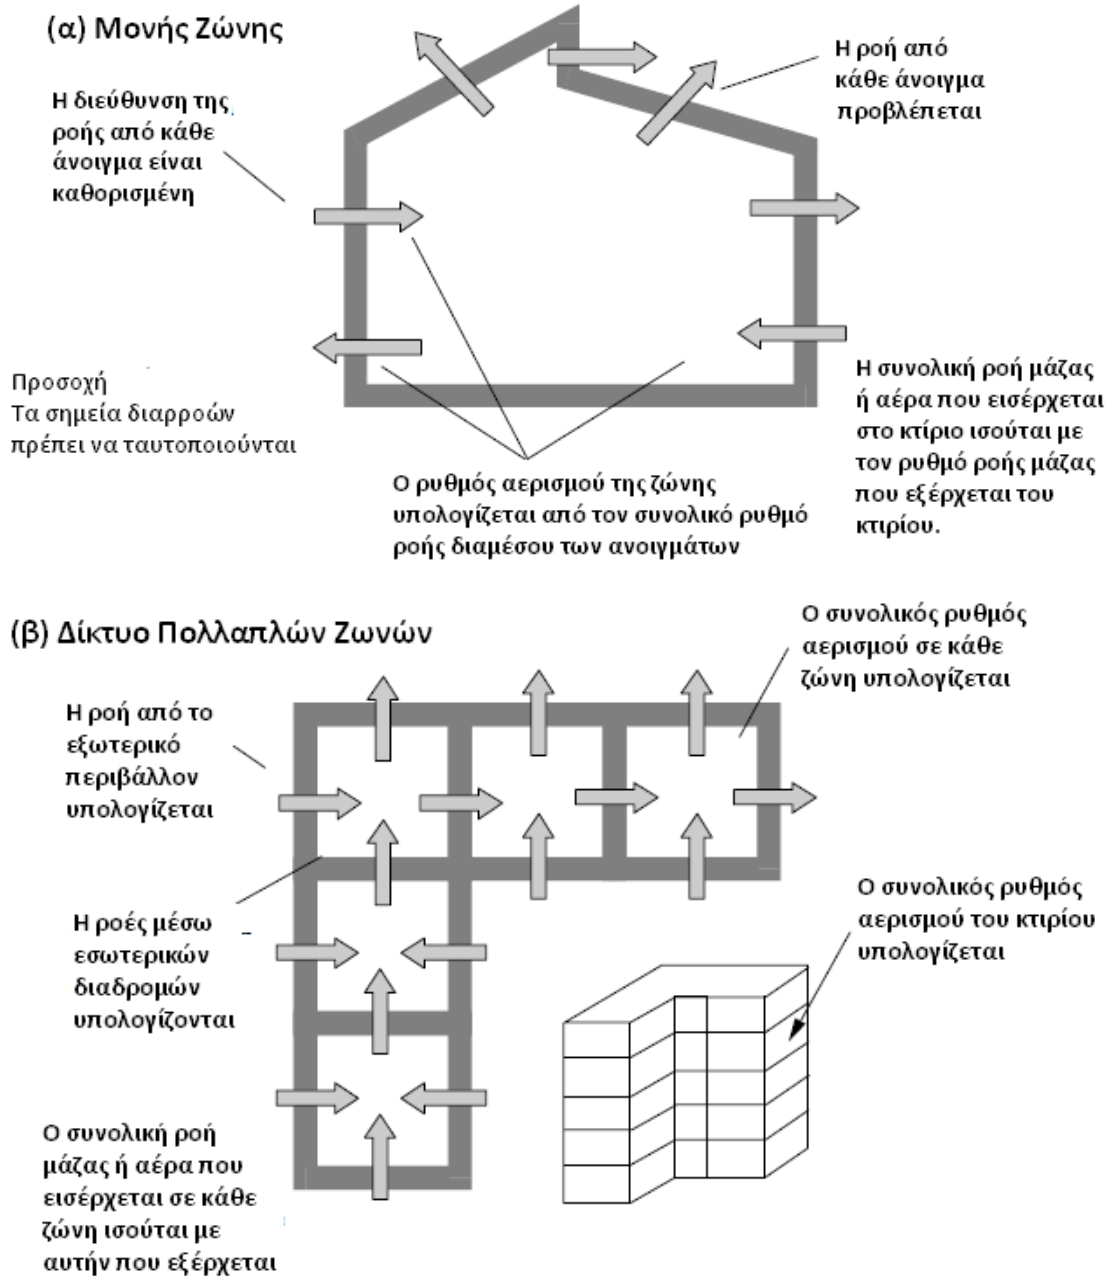 (α) Μονής Ζώνης
Η διεύθυνση της
ροής από κάθε
άνοιγμα είναι
καθορισμένη
Η ροή από
κάθε άνοιγμα
προβλέπεται
Προσοχή
Τα σημεία διαρροών
πρέπει να ταυτοποιούνται
Ο ρυθμός αερισμού της ζώνης
υπολογίζεται από τον συνολικό ρυθμό
ροής διαμέσου των ανοιγμάτων
Η συνολική ροή μάζας
ή αέρα που εισέρχεται
στο κτίριο ισούται με
τον ρυθμό ροής μάζας
που εξέρχεται του
κτιρίου.
(β) Δίκτυο Πολλαπλών Ζωνών
Ο συνολικός ρυθμός
αερισμού σε κάθε
ζώνη υπολογίζεται
Η ροή από το
εξωτερικό
περιβάλλον
υπολογίζεται
Η ροές μέσω
εσωτερικών
διαδρομών
υπολογίζονται
Ο συνολικός ρυθμός
αερισμού του κτιρίου
υπολογίζεται
Ο συνολική ροή
μάζας ή αέρα που
εισέρχεται σε κάθε
ζώνη ισούται με
αυτήν που εξέρχεται